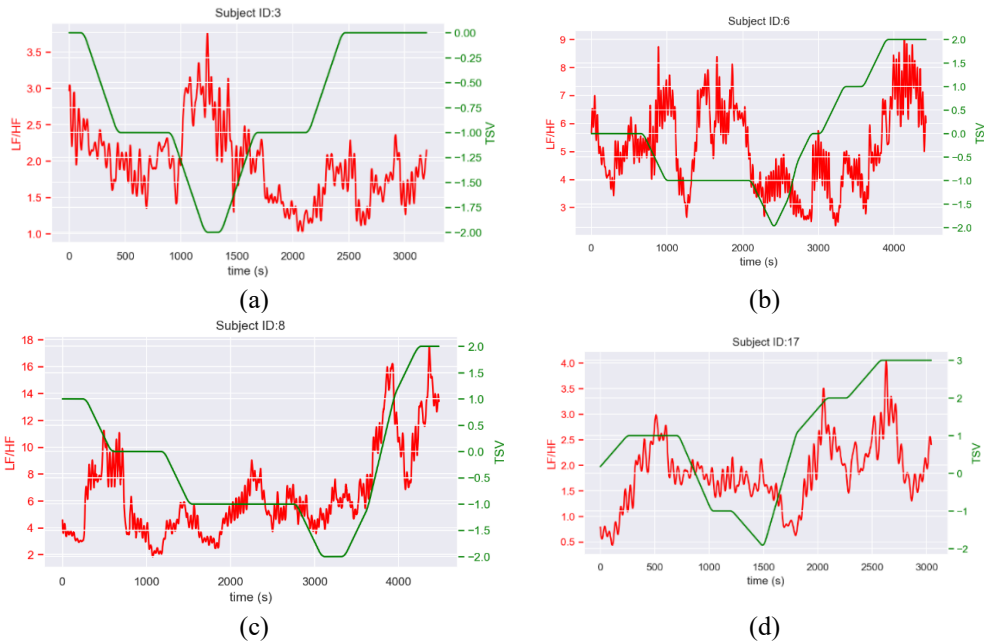 Subject ID:3
3.5
3.0
2.5
2.0
1.5
1.0
LF/HF
0.00
−0.25
−0.50
−0.75
−1.00
−1.25
−1.50
−1.75
−2.00
TSV
0 500 1000 1500 2000 2500 3000
time (s)
(a)
Subject ID:6
9
8
7
6
5
4
3
LF/HF
2.0
1.5
1.0
0.5
0.0
−0.5
−1.0
−1.5
−2.0
TSV
0 1000 2000 3000 4000
time (s)
(b)
Subject ID:8
18
16
14
12
10
8
6
4
2
LF/HF
2.0
1.5
1.0
0.5
0.0
−0.5
−1.0
−1.5
−2.0
TSV
0 1000 2000 3000 4000
time (s)
(c)
Subject ID:17
4.0
3.5
3.0
2.5
2.0
1.5
1.0
0.5
LF/HF
3
2
1
0
−1
−2
TSV
0 500 1000 1500 2000 2500 3000
time (s)
(d)